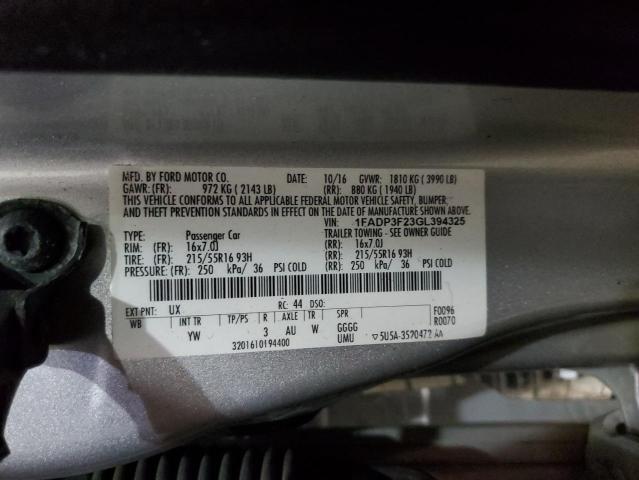 MFD. BY FORD MOTOR CO. DATE: 10/16 GVWR: 1810 KG ( 3990 LB)
GAWR:(FR) 972 KG ( 2143 LB) (RR): 880 KG ( 1940 LB)
THIS VEHICLE CONFORMS TO ALL APPLICABLE FEDERAL MOTOR VEHICLE SAFETY, BUMPER,
AND THEFT PREVENTION STANDARDS IN EFFECT ON THE DATE OF MANUFACTURE SHOWN ABOVE.
VIN: 1FADP3F23GL394325
TYPE: Passenger Car TRAILER TOWING - SEE OWNER GUIDE
RIM: (FR) 16x7.0J (RR) 16x7.0J
TIRE: (FR) 215/55R16 93H (RR) 215/55R16 93H
PRESSURE: (FR) 250 kPa/ 36 PSI COLD (RR) 250 kPa/ 36 PSI COLD
EXT PNT: UX RC: 44 DSO: F0096
WB INT TR TP/PS R AXLE TR SPR R0070
YW 3 AU W GGGG
3201610194400 UMU ▽5U5A-3520472 AA